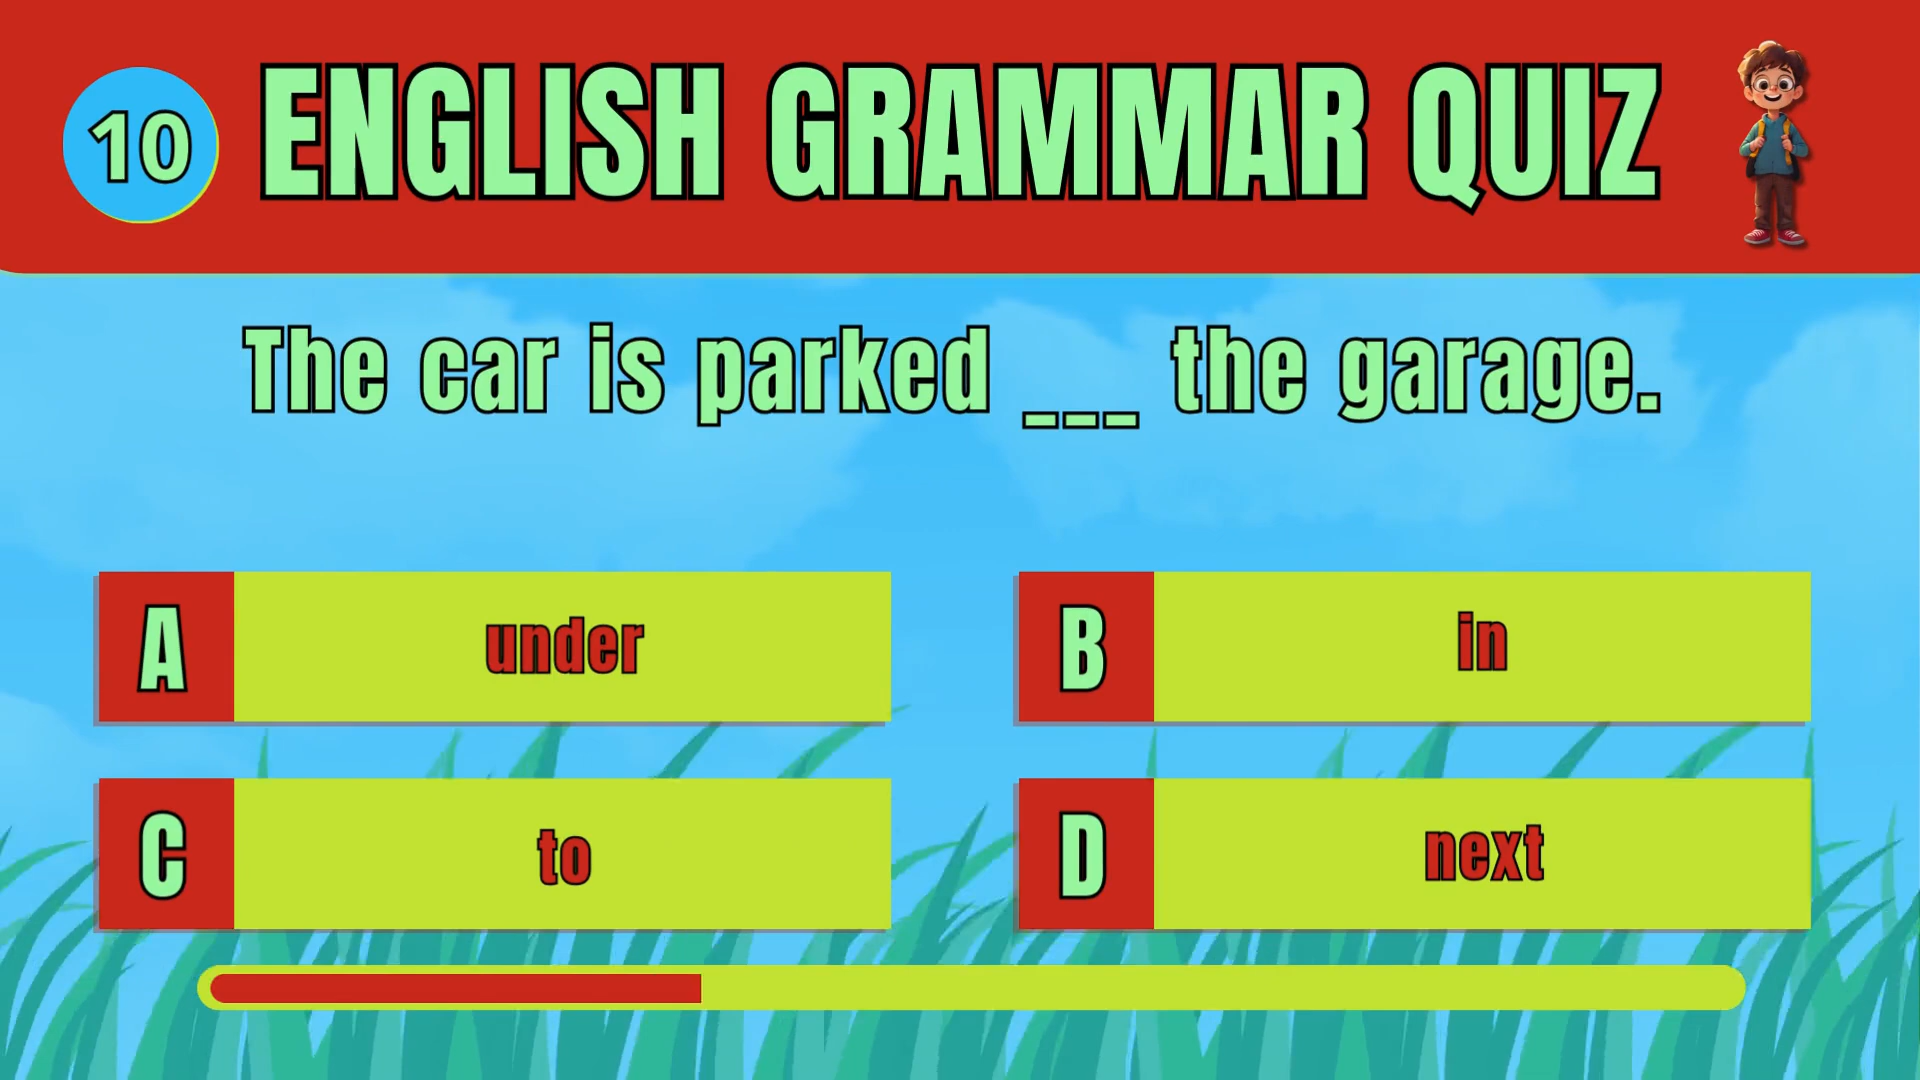 10
ENGLISH GRAMMAR QUIZ
The car is parked ___ the garage.
A
under
B
in
C
to
D
next